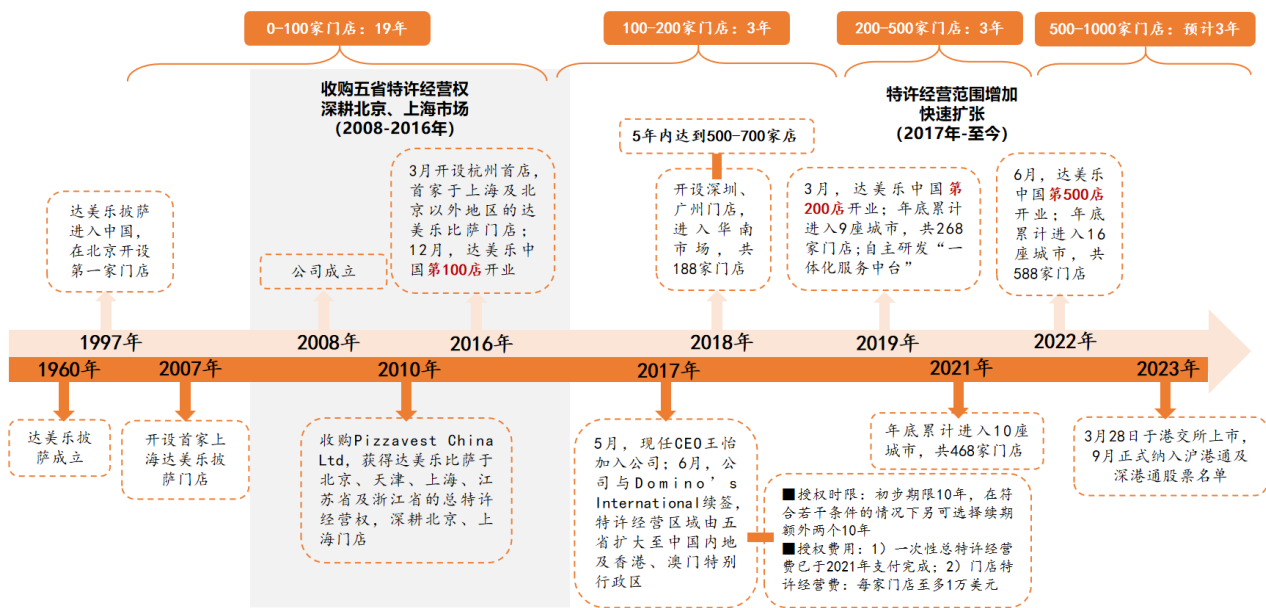 0-100家门店：19年
100-200家门店：3年
200-500家门店：3年
500-1000家门店：预计3年
收购五省特许经营权
深耕北京、上海市场
（2008-2016年）
特许经营范围增加
快速扩张
（2017年-至今）
5年内达到500-700家店
达美乐披萨
进入中国，
在北京开设
第一家门店
公司成立
3月开设杭州首店，
首家于上海及北
京以外地区的达
美乐比萨门店；
12月，达美乐中
国第100店开业
开设深圳、
广州门店，
进入华南
市场，共
188家门店
3月，达美乐中国第
200店开业；年底累计
进入9座城市，共268
家门店;自主研发“一
体化服务中台”
6月，达美乐
中国第500店
开业；年底
累计进入16
座城市，共
588家门店
1997年
2008年
2016年
2018年
2019年
2022年
1960年
2007年
2010年
2017年
2021年
2023年
达美乐披
萨成立
开设首家上
海达美乐披
萨门店
收购Pizzavest China
Ltd，获得达美乐比萨于
北京、天津、上海、江
苏省及浙江省的总特许
经营权，深耕北京、上
海门店
5月，现任CEO王怡
加入公司；6月，公
司与Domino’s
International续签，
特许经营区域由五
省扩大至中国内地
及香港、澳门特别
行政区
年底累计进入10座
城市，共468家门店
3月28日于港交所上市，
9月正式纳入沪港通及
深港通股票名单
■授权时限：初步期限10年，在符
合若干条件的情况下另可选择续期
额外两个10年
■授权费用：1）一次性总特许经营
费已于2021年支付完成；2）门店特
许经营费：每家门店至多1万美元